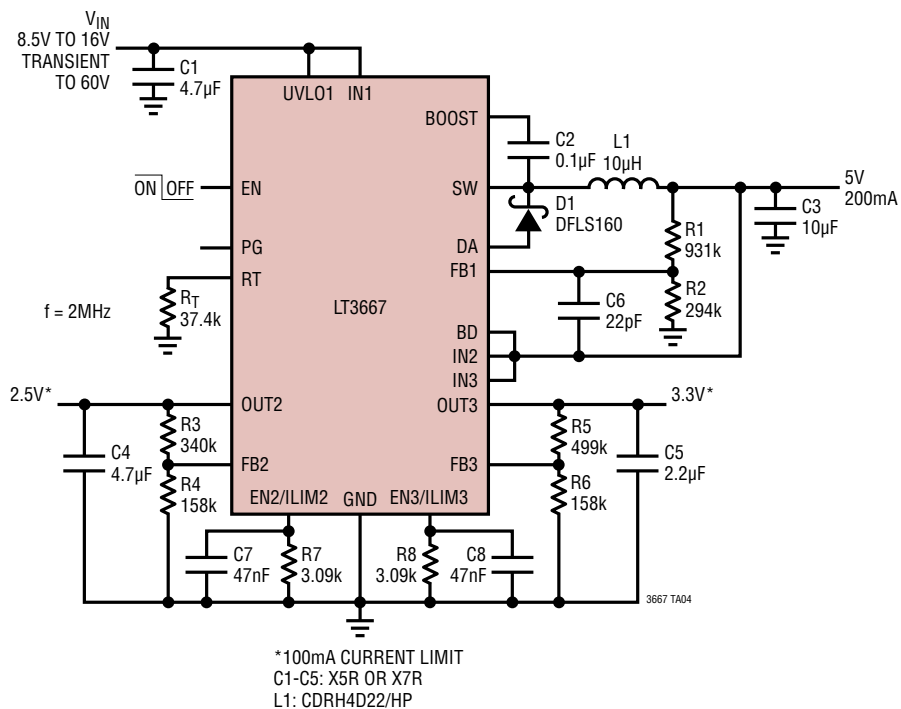 VIN
8.5V TO 16V
TRANSIENT
TO 60V
C1
4.7µF
UVLO1 IN1
BOOST
C2
0.1µF
L1
10µH
ON OFF
EN
SW
5V
200mA
D1
DFLS160
C3
10µF
PG
DA
R1
931k
RT
FB1
RT
37.4k
f = 2MHz
LT3667
C6
22pF
R2
294k
BD
IN2
IN3
2.5V*
OUT2
OUT3
3.3V*
R3
340k
R5
499k
C4
4.7µF
FB2
FB3
C5
2.2µF
R4
158k
R6
158k
EN2/ILIM2 GND EN3/ILIM3
C7
47nF
R7
3.09k
R8
3.09k
C8
47nF
3667 TA04
*100mA CURRENT LIMIT
C1-C5: X5R OR X7R
L1: CDRH4D22/HP